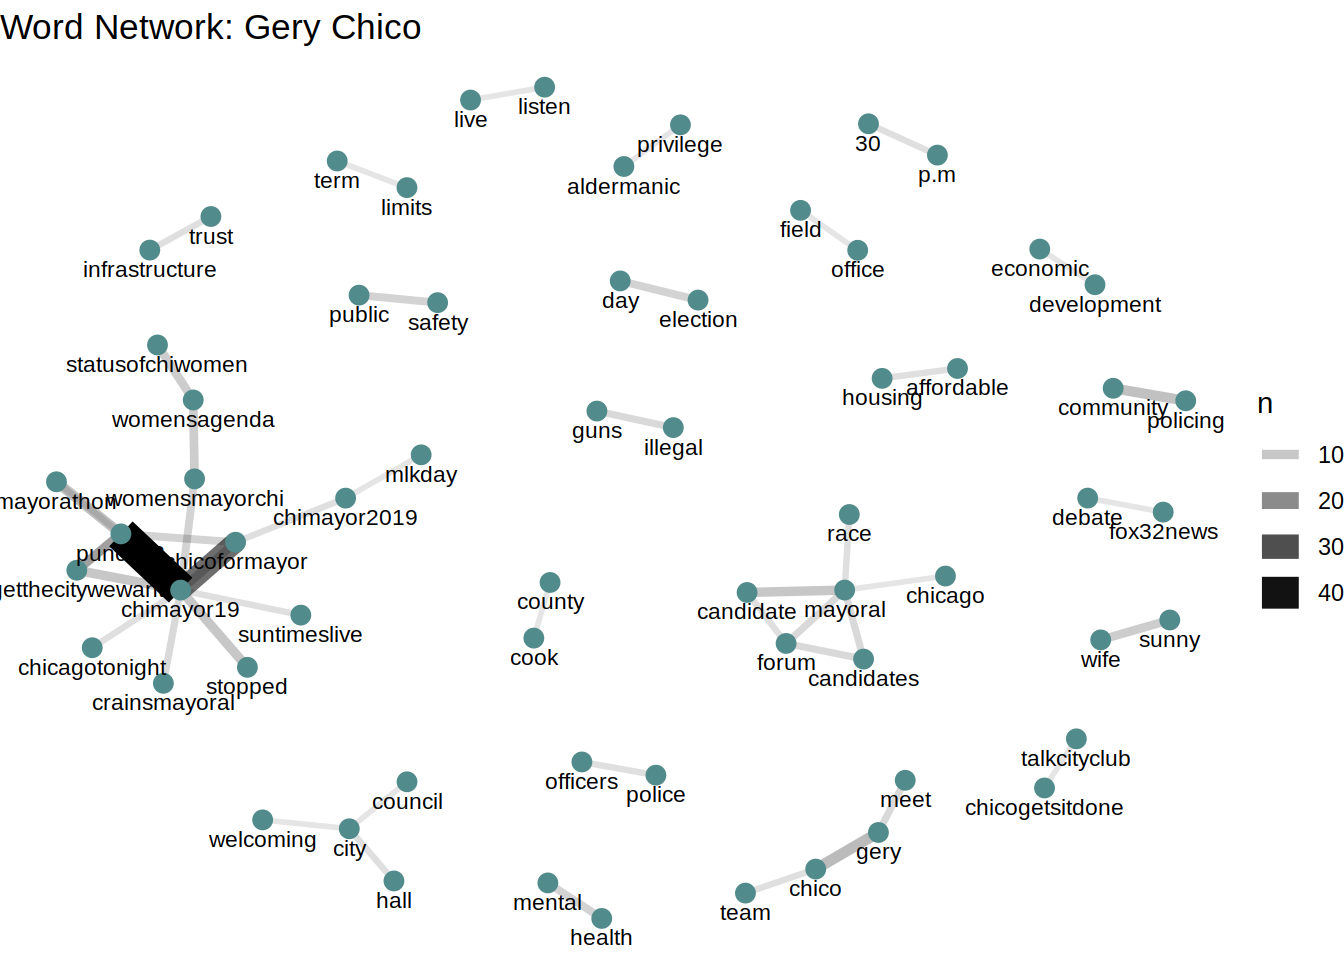 Word Network: Gery Chico
live
listen
privilege
aldermanic
30
p.m
term
limits
field
office
trust
infrastructure
economic
development
day
election
public
safety
statusofchiwomen
womensagenda
housing
affordable
community
policing
n
guns
illegal
10
20
30
40
mlkday
womensmayorchi
mayorathon
chimayor2019
debate
fox32news
race
chicoformayor
getthecitywewant
chimayor19
suntimeslive
county
cook
candidate
mayoral
chicago
forum
candidates
wife
sunny
chicagotonight
stopped
crainsmayoral
talkcityclub
chicogetsitdone
officers
police
council
welcoming
city
hall
meet
gery
chico
team
mental
health